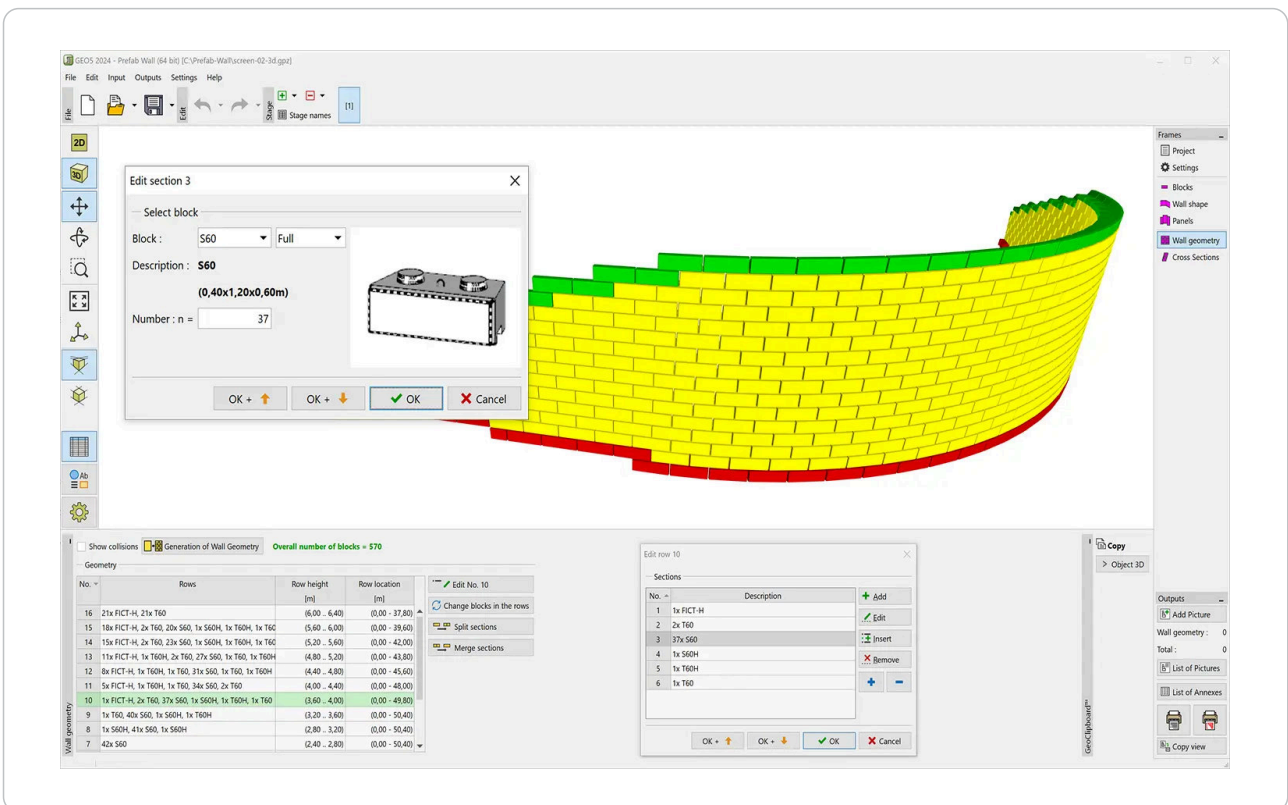 GEO5 2024 - Prefab Wall (64 bit) [C:\Prefab-Wall\screen-02-3d.gpz]
File Edit Input Outputs Settings Help
File
Edit
Stage
Stage names
[1]
2D
3D
Ab
Edit section 3
Select block
Block : S60 Full
Description : S60
(0,40x1,20x0,60m)
Number : n = 37
OK + OK + OK Cancel
Frames
Project
Settings
Blocks
Wall shape
Panels
Wall geometry
Cross Sections
Show collisions Generation of Wall Geometry Overall number of blocks = 570
Geometry
No. Rows Row height Row location
[m] [m]
16 21x FICT-H, 21x T60 (6,00 .. 6,40) (0,00 - 37,80)
15 18x FICT-H, 2x T60, 20x S60, 1x S60H, 1x T60H, 1x T60 (5,60 .. 6,00) (0,00 - 39,60)
14 15x FICT-H, 2x T60, 23x S60, 1x S60H, 1x T60H, 1x T60 (5,20 .. 5,60) (0,00 - 42,00)
13 11x FICT-H, 1x T60H, 2x T60, 27x S60, 1x T60, 1x T60H (4,80 .. 5,20) (0,00 - 43,80)
12 8x FICT-H, 1x T60H, 1x T60, 31x S60, 1x T60, 1x T60H (4,40 .. 4,80) (0,00 - 45,60)
11 5x FICT-H, 1x T60H, 1x T60, 34x S60, 2x T60 (4,00 .. 4,40) (0,00 - 48,00)
10 1x FICT-H, 2x T60, 37x S60, 1x S60H, 1x T60H, 1x T60 (3,60 .. 4,00) (0,00 - 49,80)
9 1x T60, 40x S60, 1x S60H, 1x T60H (3,20 .. 3,60) (0,00 - 50,40)
8 1x S60H, 41x S60, 1x S60H (2,80 .. 3,20) (0,00 - 50,40)
7 42x S60 (2,40 .. 2,80) (0,00 - 50,40)
Wall geometry
Edit No. 10
Change blocks in the rows
Split sections
Merge sections
Edit row 10
Sections
No. Description
1 1x FICT-H
2 2x T60
3 37x S60
4 1x S60H
5 1x T60H
6 1x T60
Add
Edit
Insert
Remove
OK + OK + OK Cancel
GeoClipboard™
Copy
> Object 3D
Outputs
Add Picture
Wall geometry : 0
Total : 0
List of Pictures
List of Annexes
Copy view